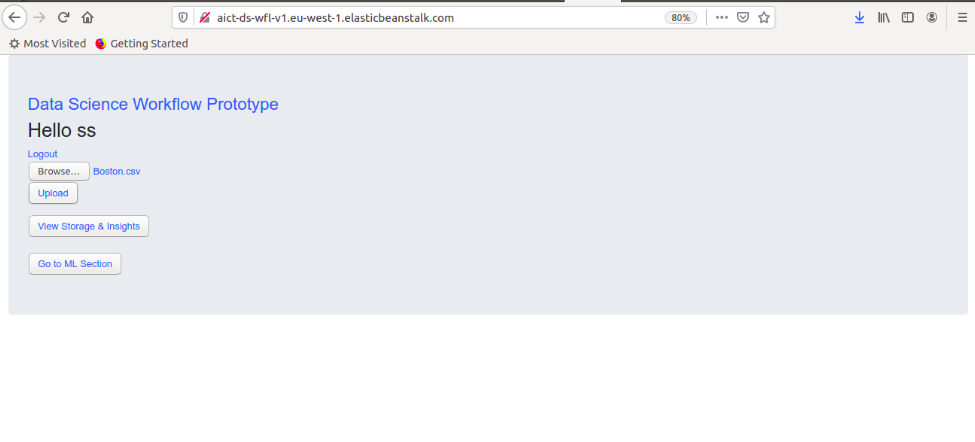 aict-ds-wfl-v1.eu-west-1.elasticbeanstalk.com 80%
Most Visited Getting Started
Data Science Workflow Prototype
Hello ss
Logout
Browse... Boston.csv
Upload
View Storage & Insights
Go to ML Section